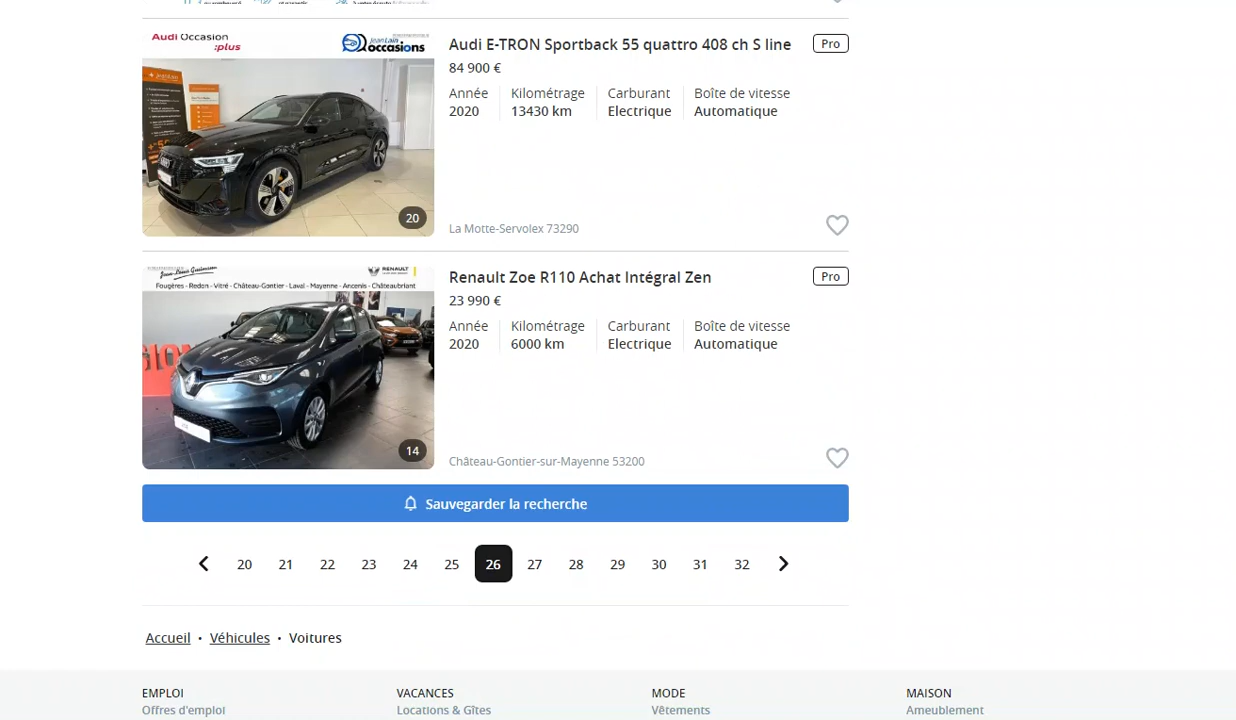 Audi Occasion
:plus
Jean Lain
occasions
Audi E-TRON Sportback 55 quattro 408 ch S line
Pro
84 900 €
Année
Kilométrage
Carburant
Boîte de vitesse
2020
13430 km
Electrique
Automatique
20
La Motte-Servolex 73290
RENAULT
Fougères - Redon - Vitré - Château-Gontier - Laval - Mayenne - Ancenis - Châteaubriant
Renault Zoe R110 Achat Intégral Zen
Pro
23 990 €
Année
Kilométrage
Carburant
Boîte de vitesse
2020
6000 km
Electrique
Automatique
14
Château-Gontier-sur-Mayenne 53200
Sauvegarder la recherche
20 21 22 23 24 25 26 27 28 29 30 31 32
Accueil • Véhicules • Voitures
EMPLOI
VACANCES
MODE
MAISON
Offres d'emploi
Locations & Gîtes
Vêtements
Ameublement